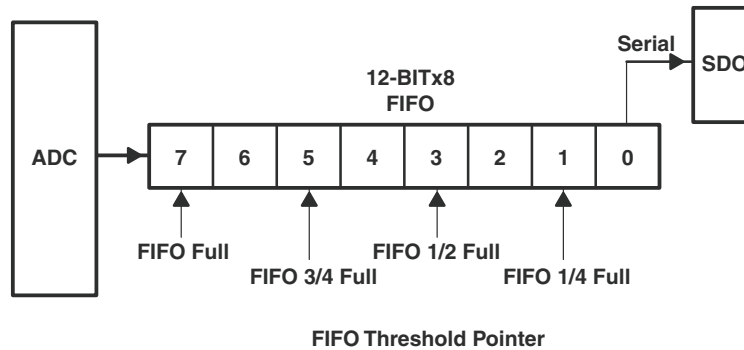 Serial
SDO
12-BITx8
FIFO
ADC
7 6 5 4 3 2 1 0
FIFO Full
FIFO 1/2 Full
FIFO 3/4 Full
FIFO 1/4 Full
FIFO Threshold Pointer